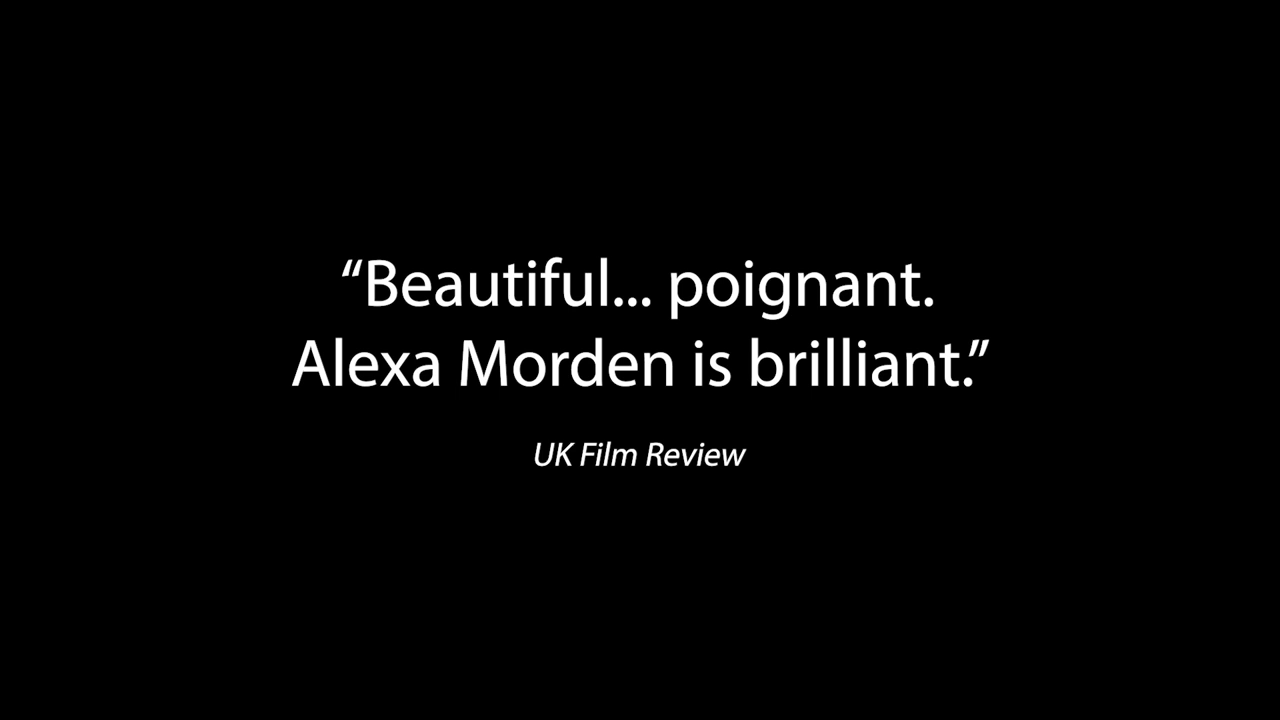 “Beautiful... poignant.
Alexa Morden is brilliant.”
UK Film Review